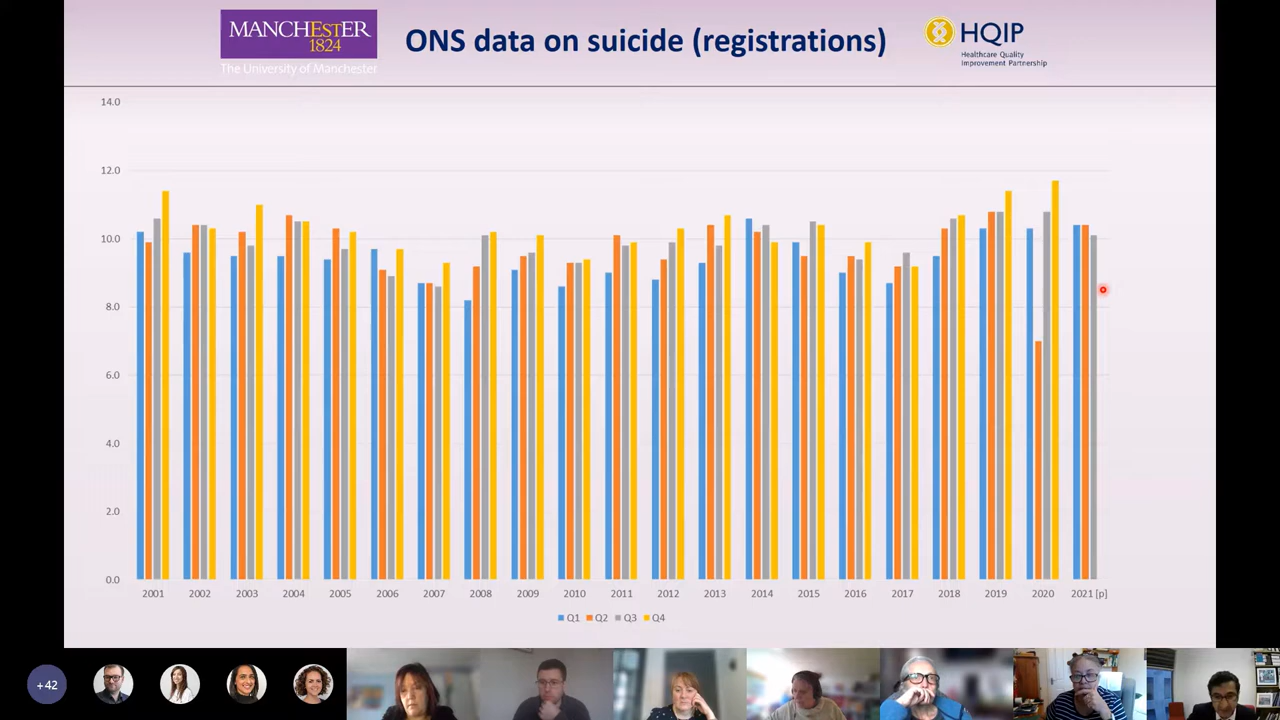 MANCHESTER
1824
The University of Manchester
ONS data on suicide (registrations)
HQIP
Healthcare Quality
Improvement Partnership
14.0
12.0
10.0
8.0
6.0
4.0
2.0
0.0
2001 2002 2003 2004 2005 2006 2007 2008 2009 2010 2011 2012 2013 2014 2015 2016 2017 2018 2019 2020 2021 [p]
Q1 Q2 Q3 Q4
+42